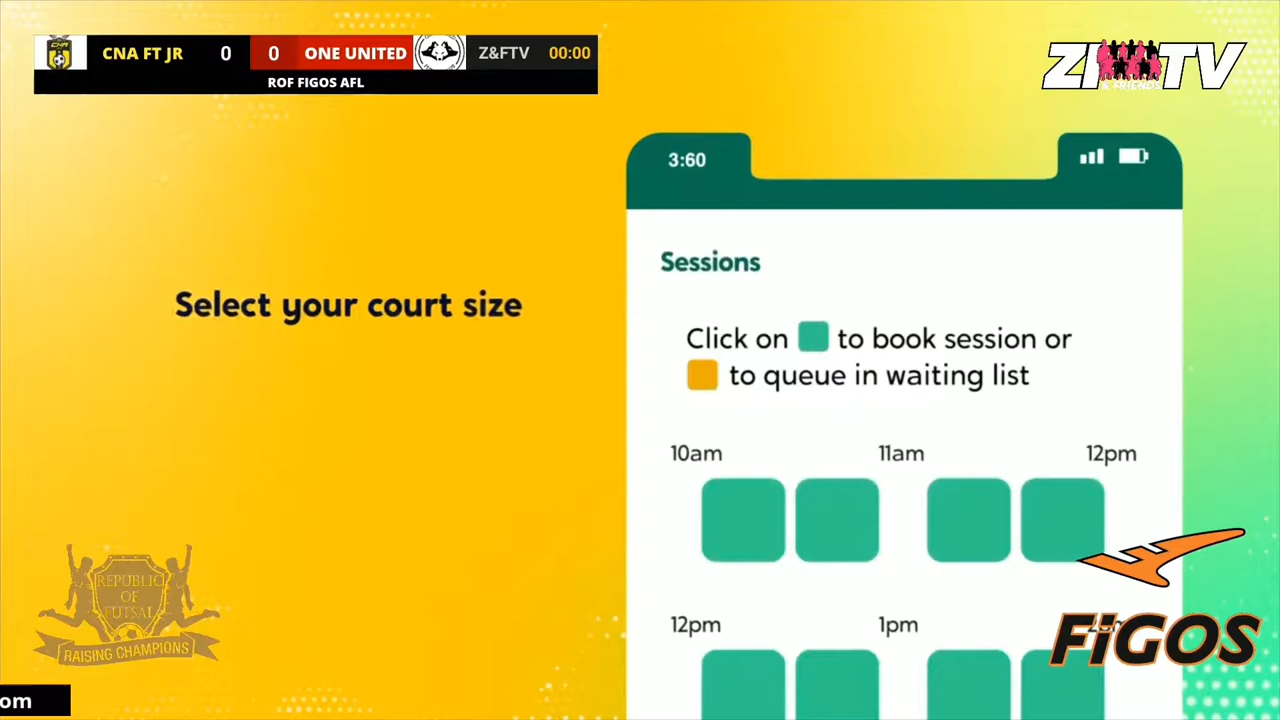 CNA FT JR 0 0 ONE UNITED Z&FTV 00:00
ROF FIGOS AFL
ZI TV
& FRIENDS
3:60
Sessions
Select your court size
Click on to book session or
to queue in waiting list
10am 11am 12pm
12pm 1pm
REPUBLIC
OF
FUTSAL
RAISING CHAMPIONS
FiGOS
om